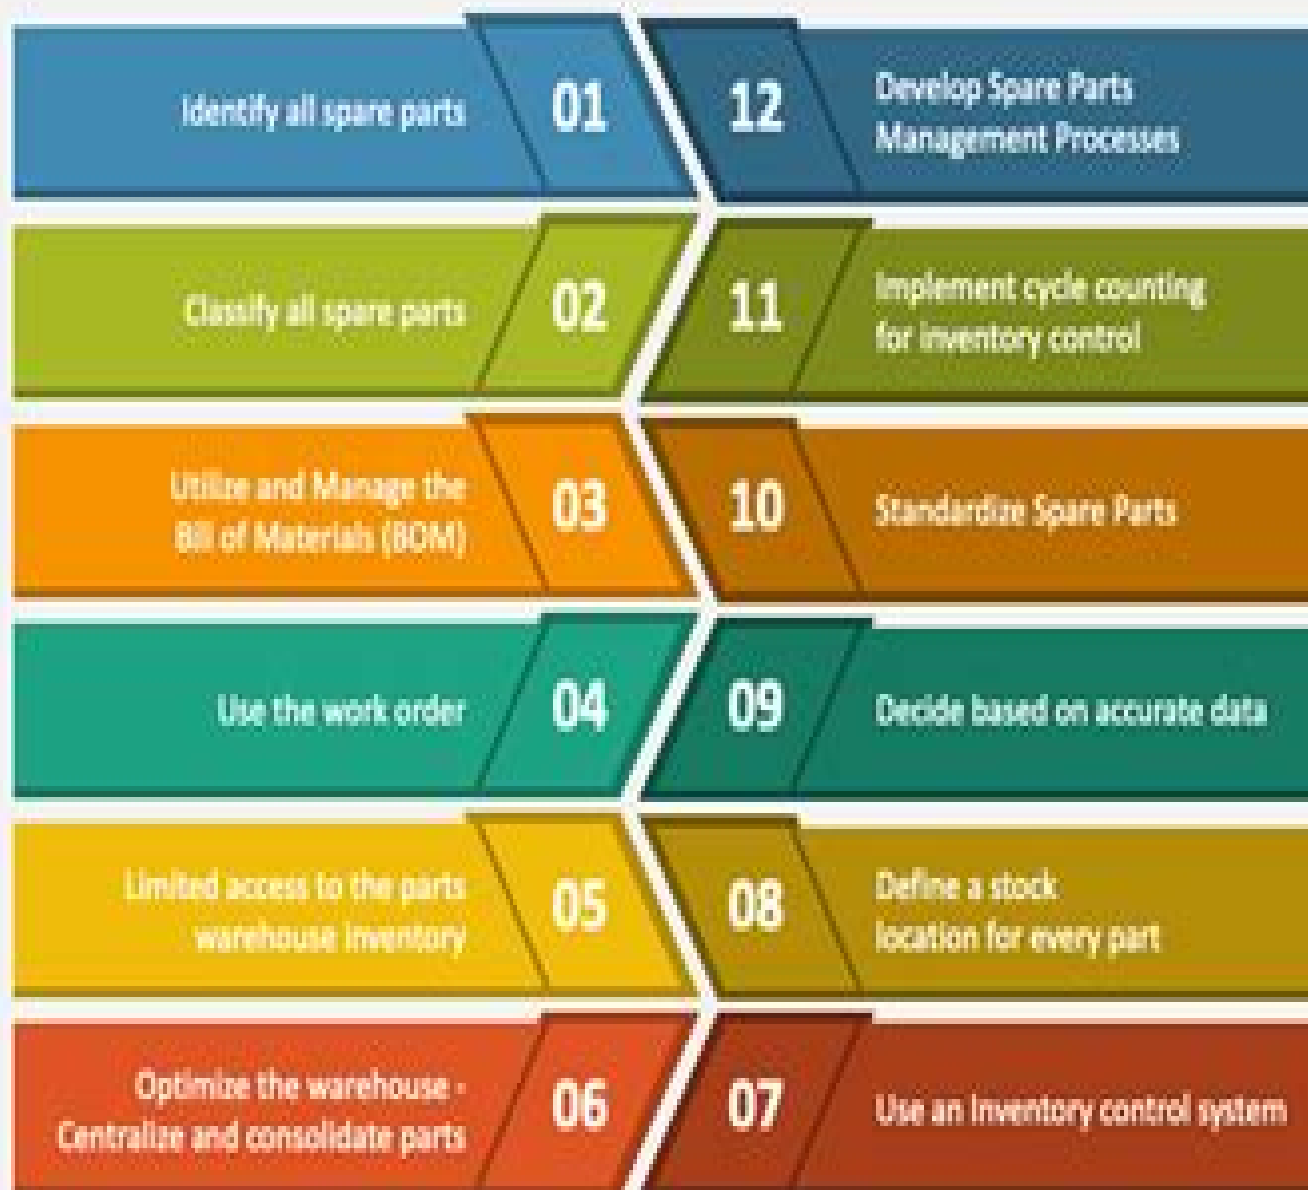 Identify all spare parts
01
12
Develop Spare Parts
Management Processes
Classify all spare parts
02
11
Implement cycle counting
for inventory control
Utilize and Manage the
Bill of Materials (BOM)
03
10
Standardize Spare Parts
Use the work order
04
09
Decide based on accurate data
Limited access to the parts
warehouse inventory
05
08
Define a stock
location for every part
Optimize the warehouse -
Centralize and consolidate parts
06
07
Use an Inventory control system